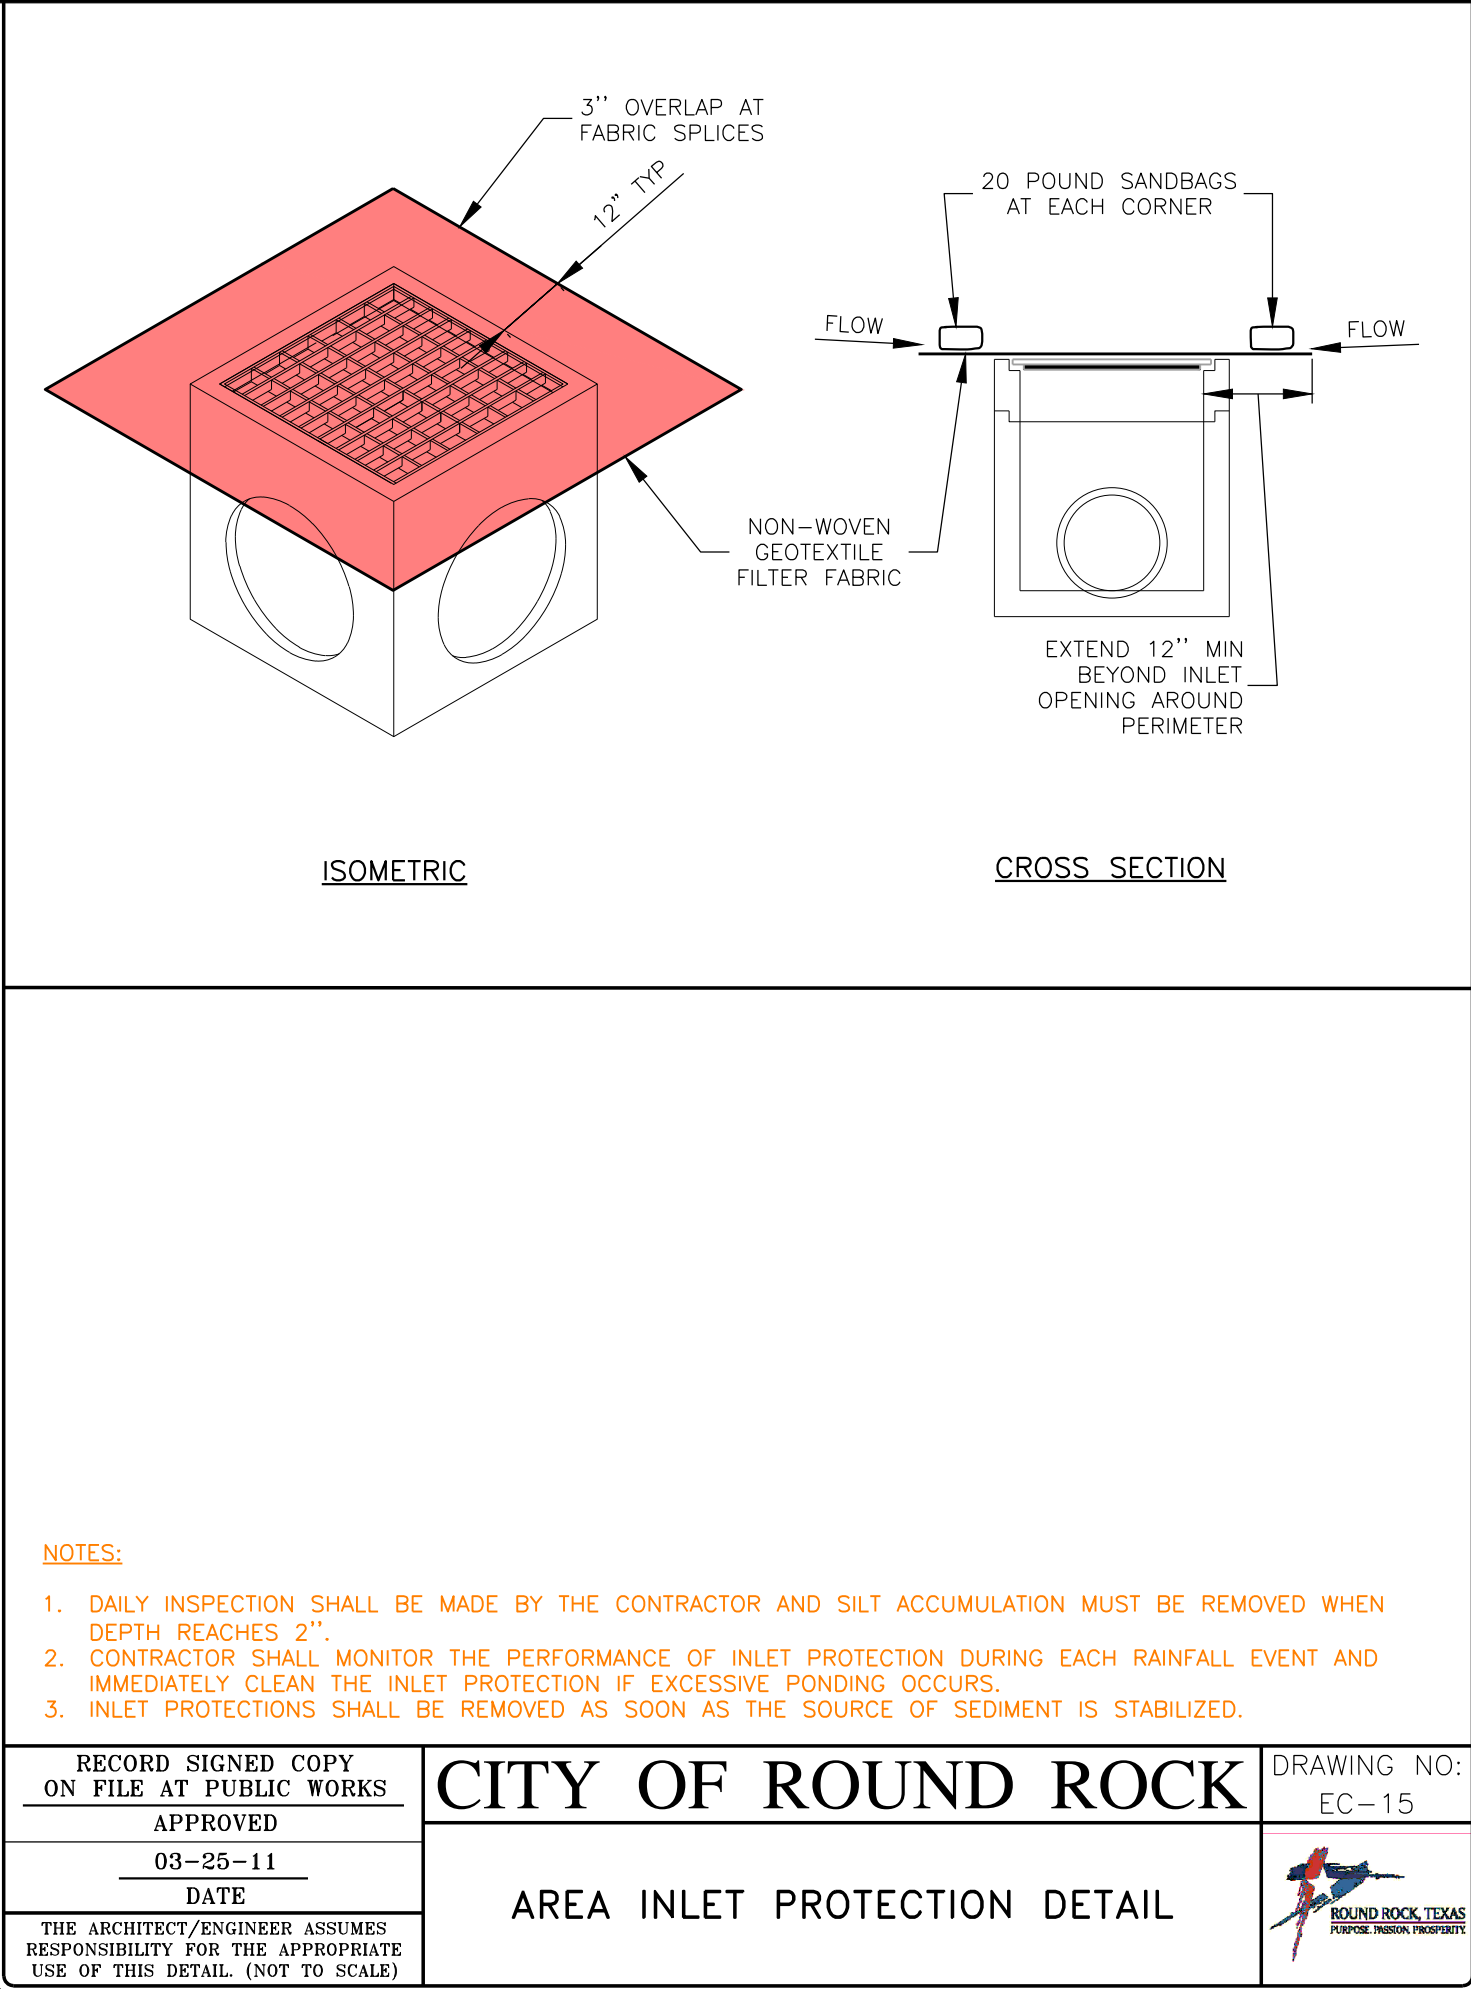 3'' OVERLAP AT
FABRIC SPLICES
12" TYP
20 POUND SANDBAGS
AT EACH CORNER
FLOW
FLOW
NON-WOVEN
GEOTEXTILE
FILTER FABRIC
EXTEND 12'' MIN
BEYOND INLET
OPENING AROUND
PERIMETER
ISOMETRIC
CROSS SECTION
NOTES:
1. DAILY INSPECTION SHALL BE MADE BY THE CONTRACTOR AND SILT ACCUMULATION MUST BE REMOVED WHEN
DEPTH REACHES 2''.
2. CONTRACTOR SHALL MONITOR THE PERFORMANCE OF INLET PROTECTION DURING EACH RAINFALL EVENT AND
IMMEDIATELY CLEAN THE INLET PROTECTION IF EXCESSIVE PONDING OCCURS.
3. INLET PROTECTIONS SHALL BE REMOVED AS SOON AS THE SOURCE OF SEDIMENT IS STABILIZED.
RECORD SIGNED COPY
ON FILE AT PUBLIC WORKS
APPROVED
03-25-11
DATE
THE ARCHITECT/ENGINEER ASSUMES
RESPONSIBILITY FOR THE APPROPRIATE
USE OF THIS DETAIL. (NOT TO SCALE)
CITY OF ROUND ROCK
AREA INLET PROTECTION DETAIL
DRAWING NO:
EC-15
ROUND ROCK, TEXAS
PURPOSE. PASSION. PROSPERITY.